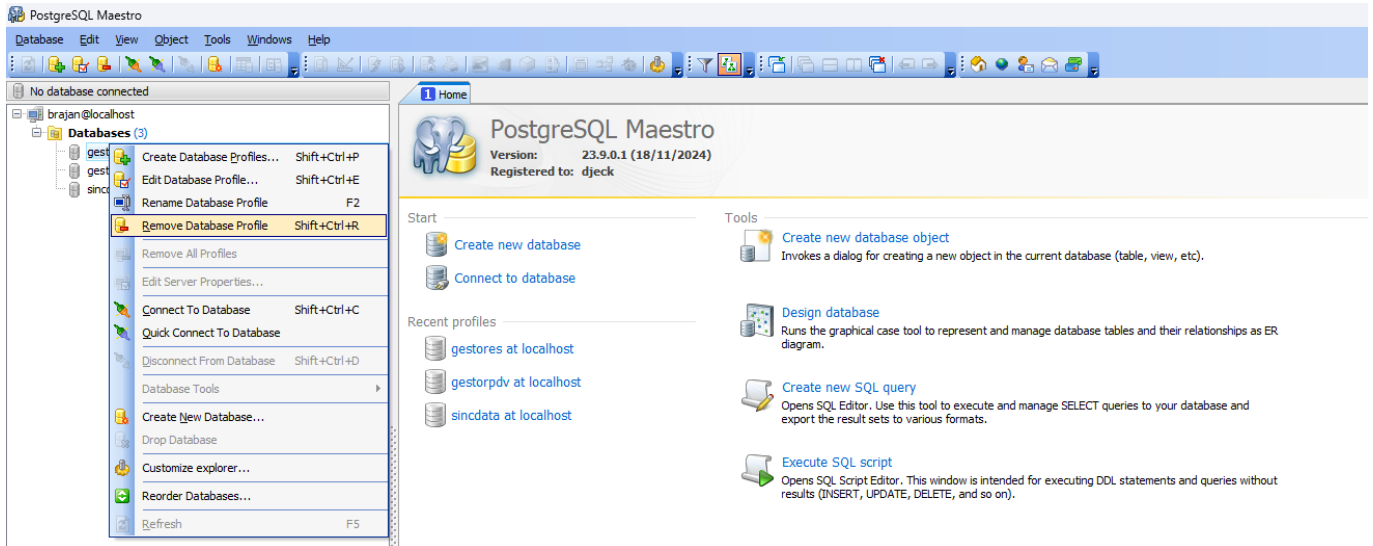 PostgreSQL Maestro
Database Edit View Object Tools Windows Help
No database connected
1 Home
brajan@localhost
Databases (3)
gest
gest
sinc
Create Database Profiles... Shift+Ctrl+P
Edit Database Profile... Shift+Ctrl+E
Rename Database Profile F2
Remove Database Profile Shift+Ctrl+R
Remove All Profiles
Edit Server Properties...
Connect To Database Shift+Ctrl+C
Quick Connect To Database
Disconnect From Database Shift+Ctrl+D
Database Tools
Create New Database...
Drop Database
Customize explorer...
Reorder Databases...
Refresh F5
PostgreSQL Maestro
Version: 23.9.0.1 (18/11/2024)
Registered to: djeck
Start
Create new database
Connect to database
Recent profiles
gestores at localhost
gestorpdv at localhost
sincdata at localhost
Tools
Create new database object
Invokes a dialog for creating a new object in the current database (table, view, etc).
Design database
Runs the graphical case tool to represent and manage database tables and their relationships as ER
diagram.
Create new SQL query
Opens SQL Editor. Use this tool to execute and manage SELECT queries to your database and
export the result sets to various formats.
Execute SQL script
Opens SQL Script Editor. This window is intended for executing DDL statements and queries without
results (INSERT, UPDATE, DELETE, and so on).